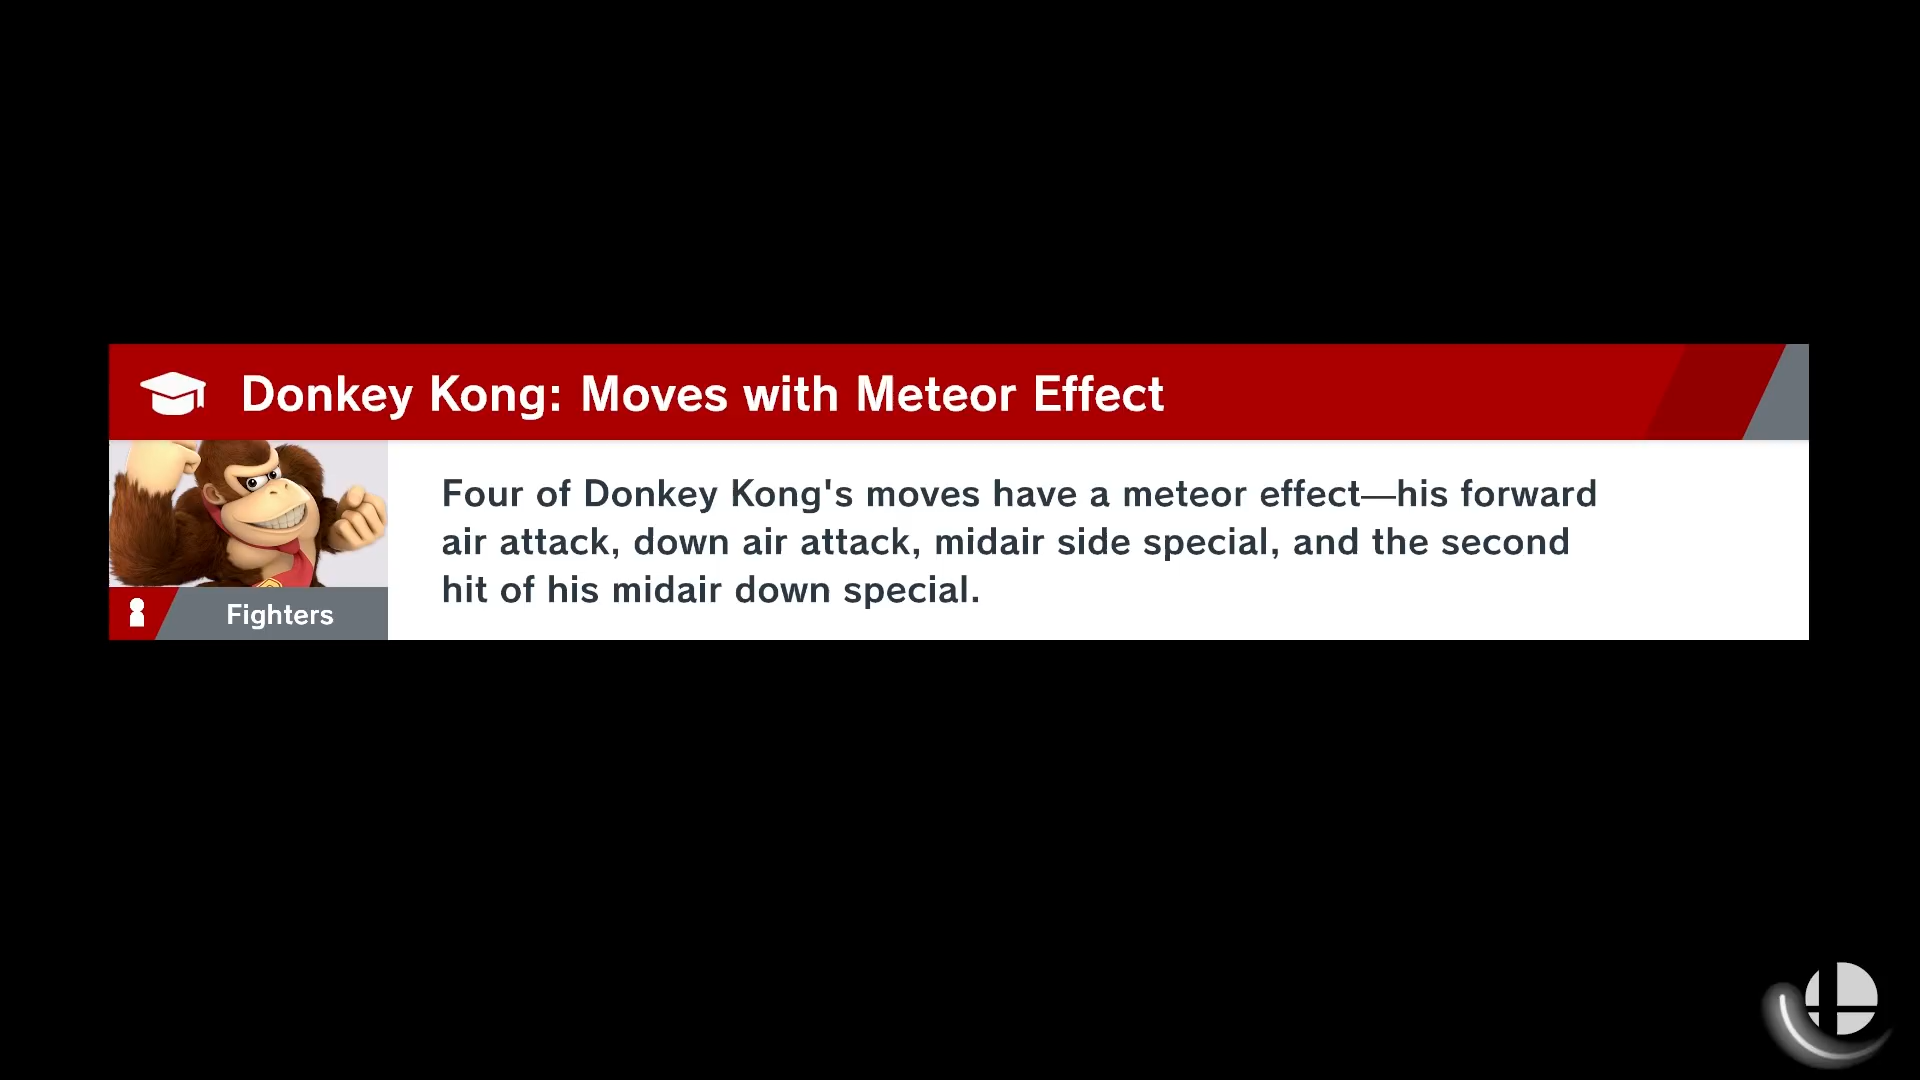 Donkey Kong: Moves with Meteor Effect
Four of Donkey Kong's moves have a meteor effect—his forward
air attack, down air attack, midair side special, and the second
hit of his midair down special.
Fighters